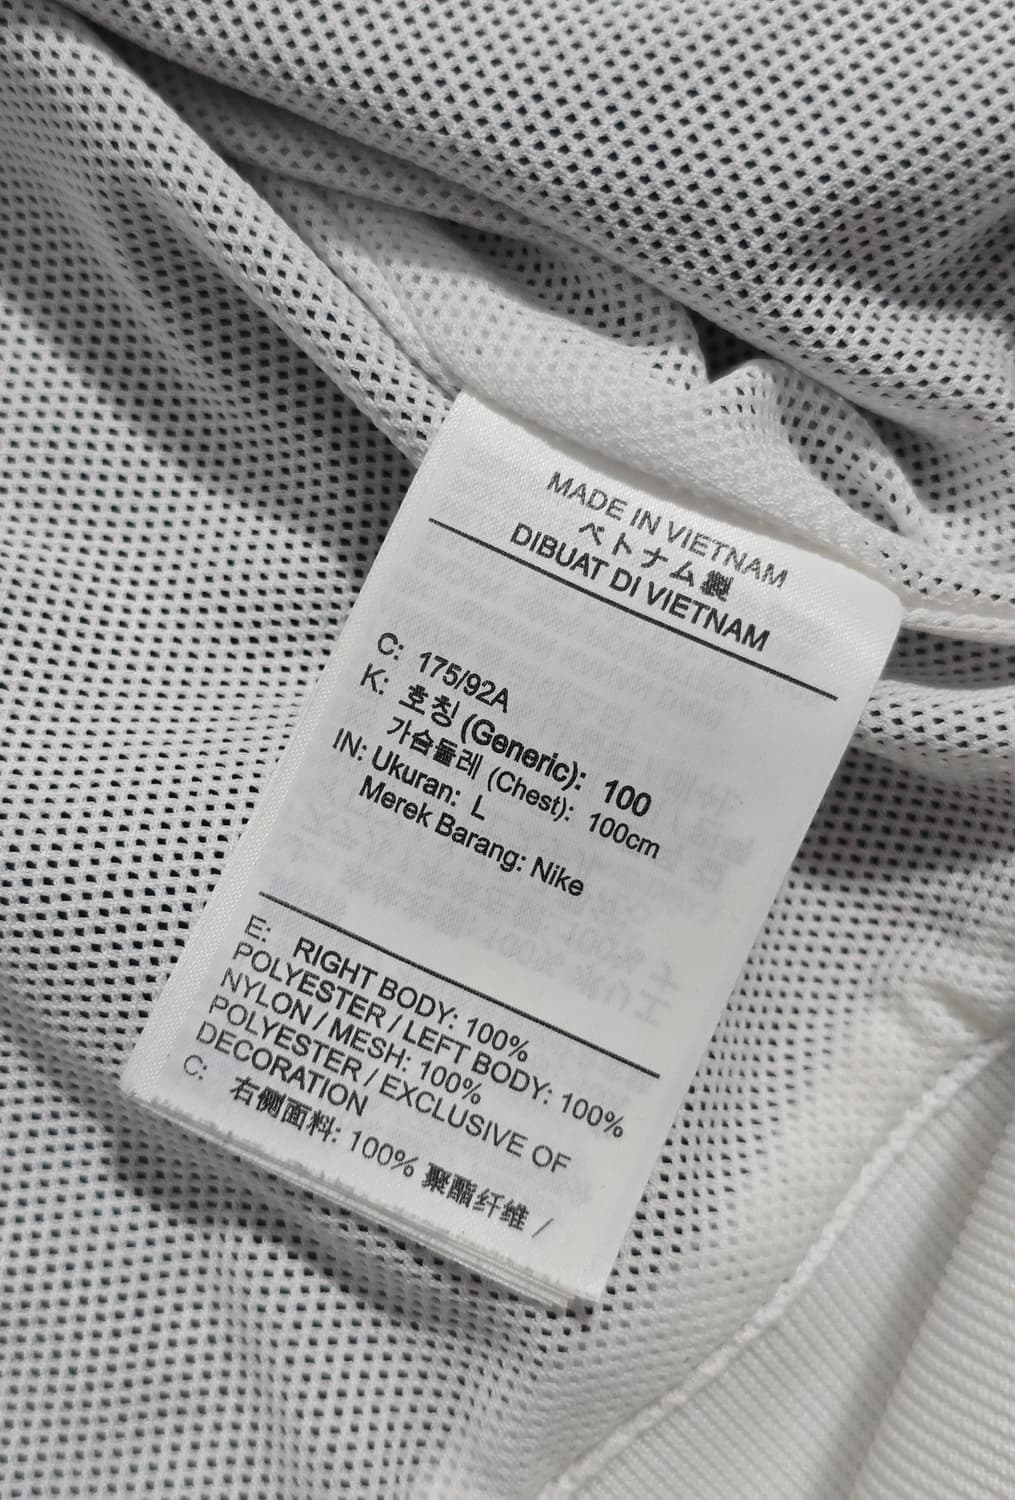 MADE IN VIETNAM
ベトナム製
DIBUAT DI VIETNAM
C: 175/92A
K: 호칭 (Generic): 100
가슴둘레 (Chest): 100cm
IN: Ukuran: L
Merek Barang: Nike
E: RIGHT BODY: 100%
POLYESTER / LEFT BODY: 100%
NYLON / MESH: 100%
POLYESTER / EXCLUSIVE OF
DECORATION
C: 右侧面料: 100% 聚酯纤维 /